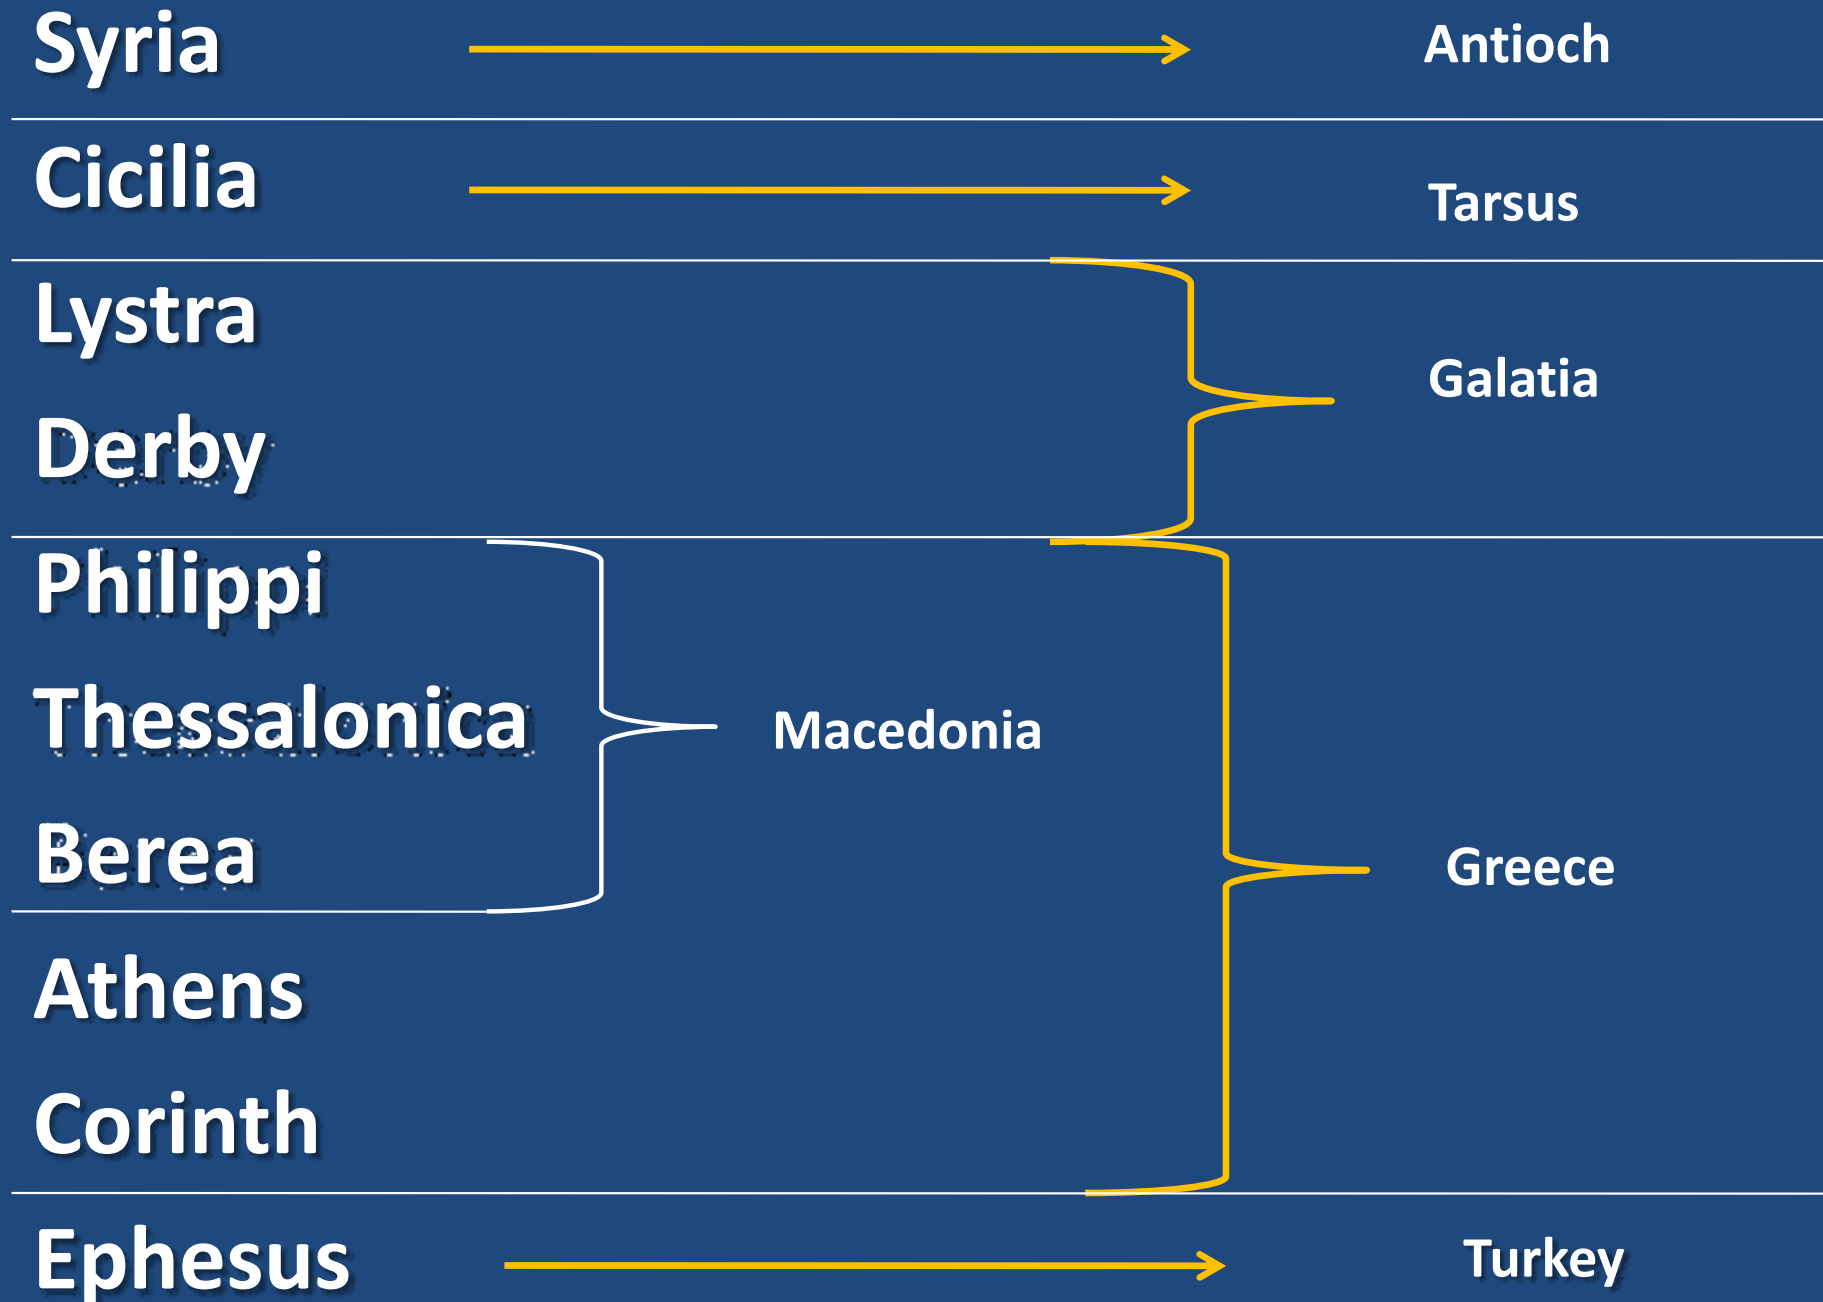 Syria Antioch
Cicilia Tarsus
Lystra
Galatia
Derby
Philippi
Thessalonica Macedonia
Berea Greece
Athens
Corinth
Ephesus Turkey